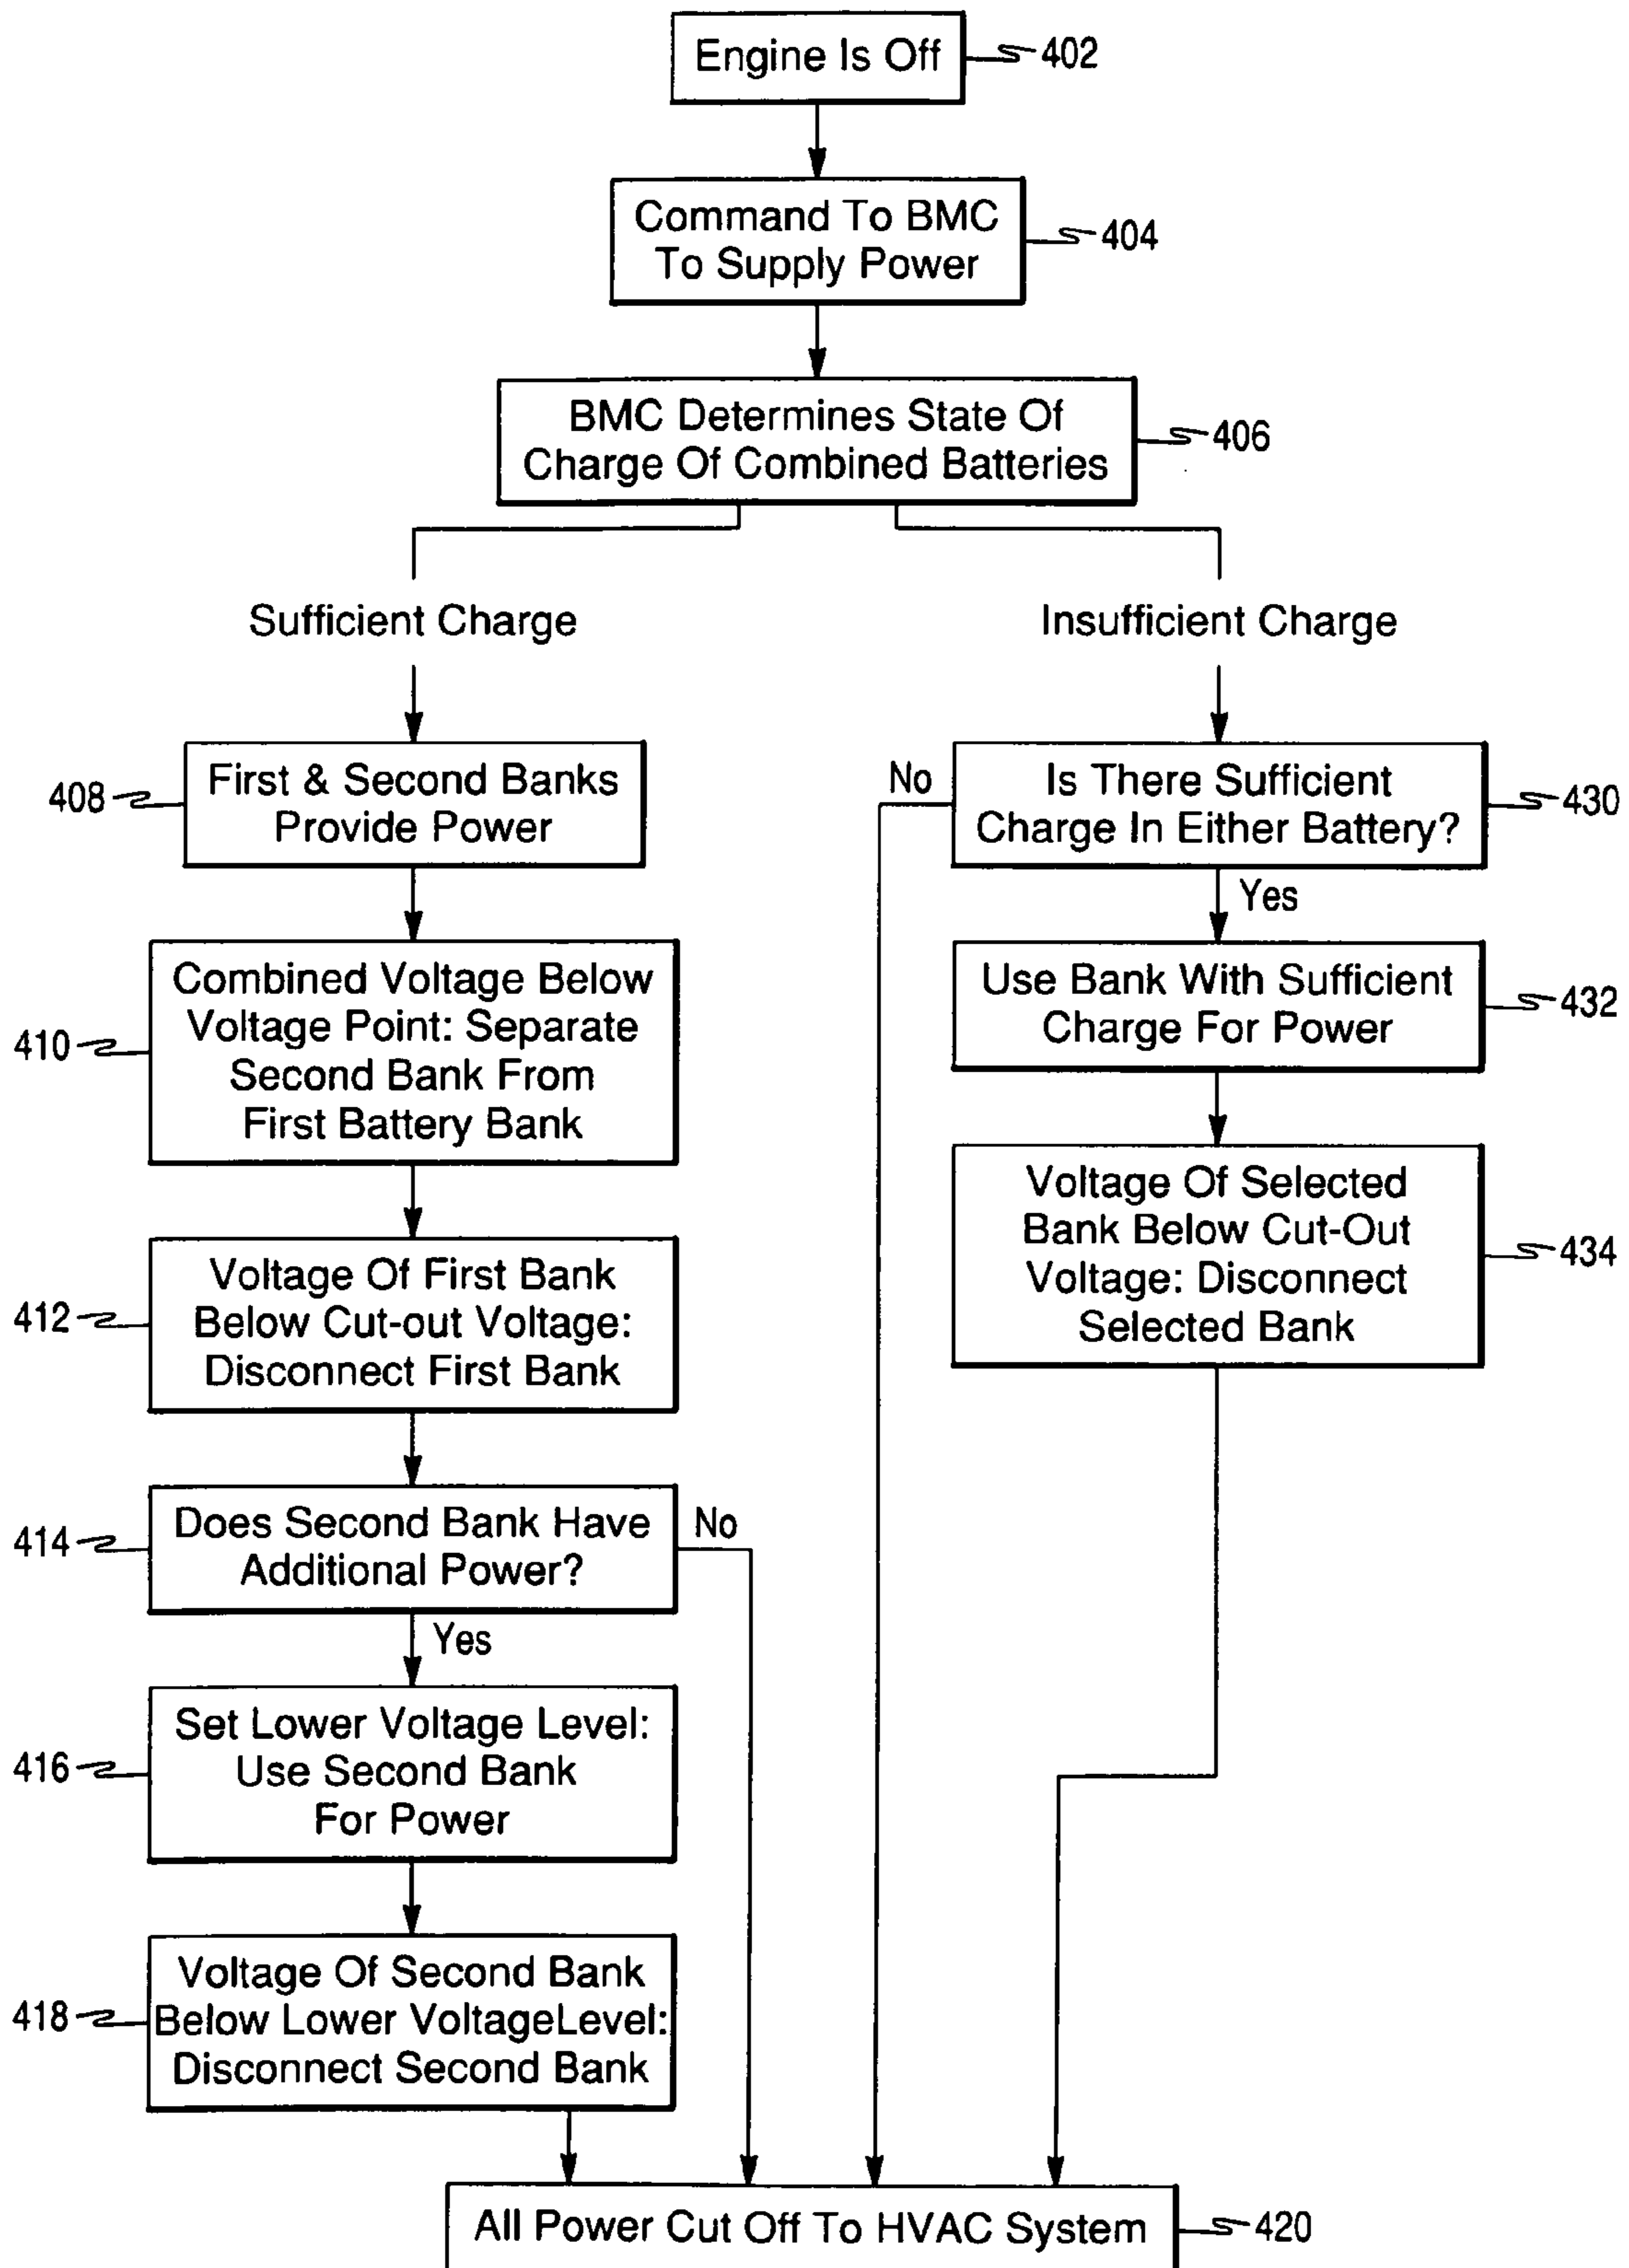 Engine Is Off
402
Command To BMC
To Supply Power
404
BMC Determines State Of
Charge Of Combined Batteries
406
Sufficient Charge
Insufficient Charge
408
First & Second Banks
Provide Power
No
Is There Sufficient
Charge In Either Battery?
430
Yes
410
Combined Voltage Below
Voltage Point: Separate
Second Bank From
First Battery Bank
Use Bank With Sufficient
Charge For Power
432
412
Voltage Of First Bank
Below Cut-out Voltage:
Disconnect First Bank
Voltage Of Selected
Bank Below Cut-Out
Voltage: Disconnect
Selected Bank
434
414
Does Second Bank Have
Additional Power?
No
Yes
416
Set Lower Voltage Level:
Use Second Bank
For Power
418
Voltage Of Second Bank
Below Lower VoltageLevel:
Disconnect Second Bank
All Power Cut Off To HVAC System
420